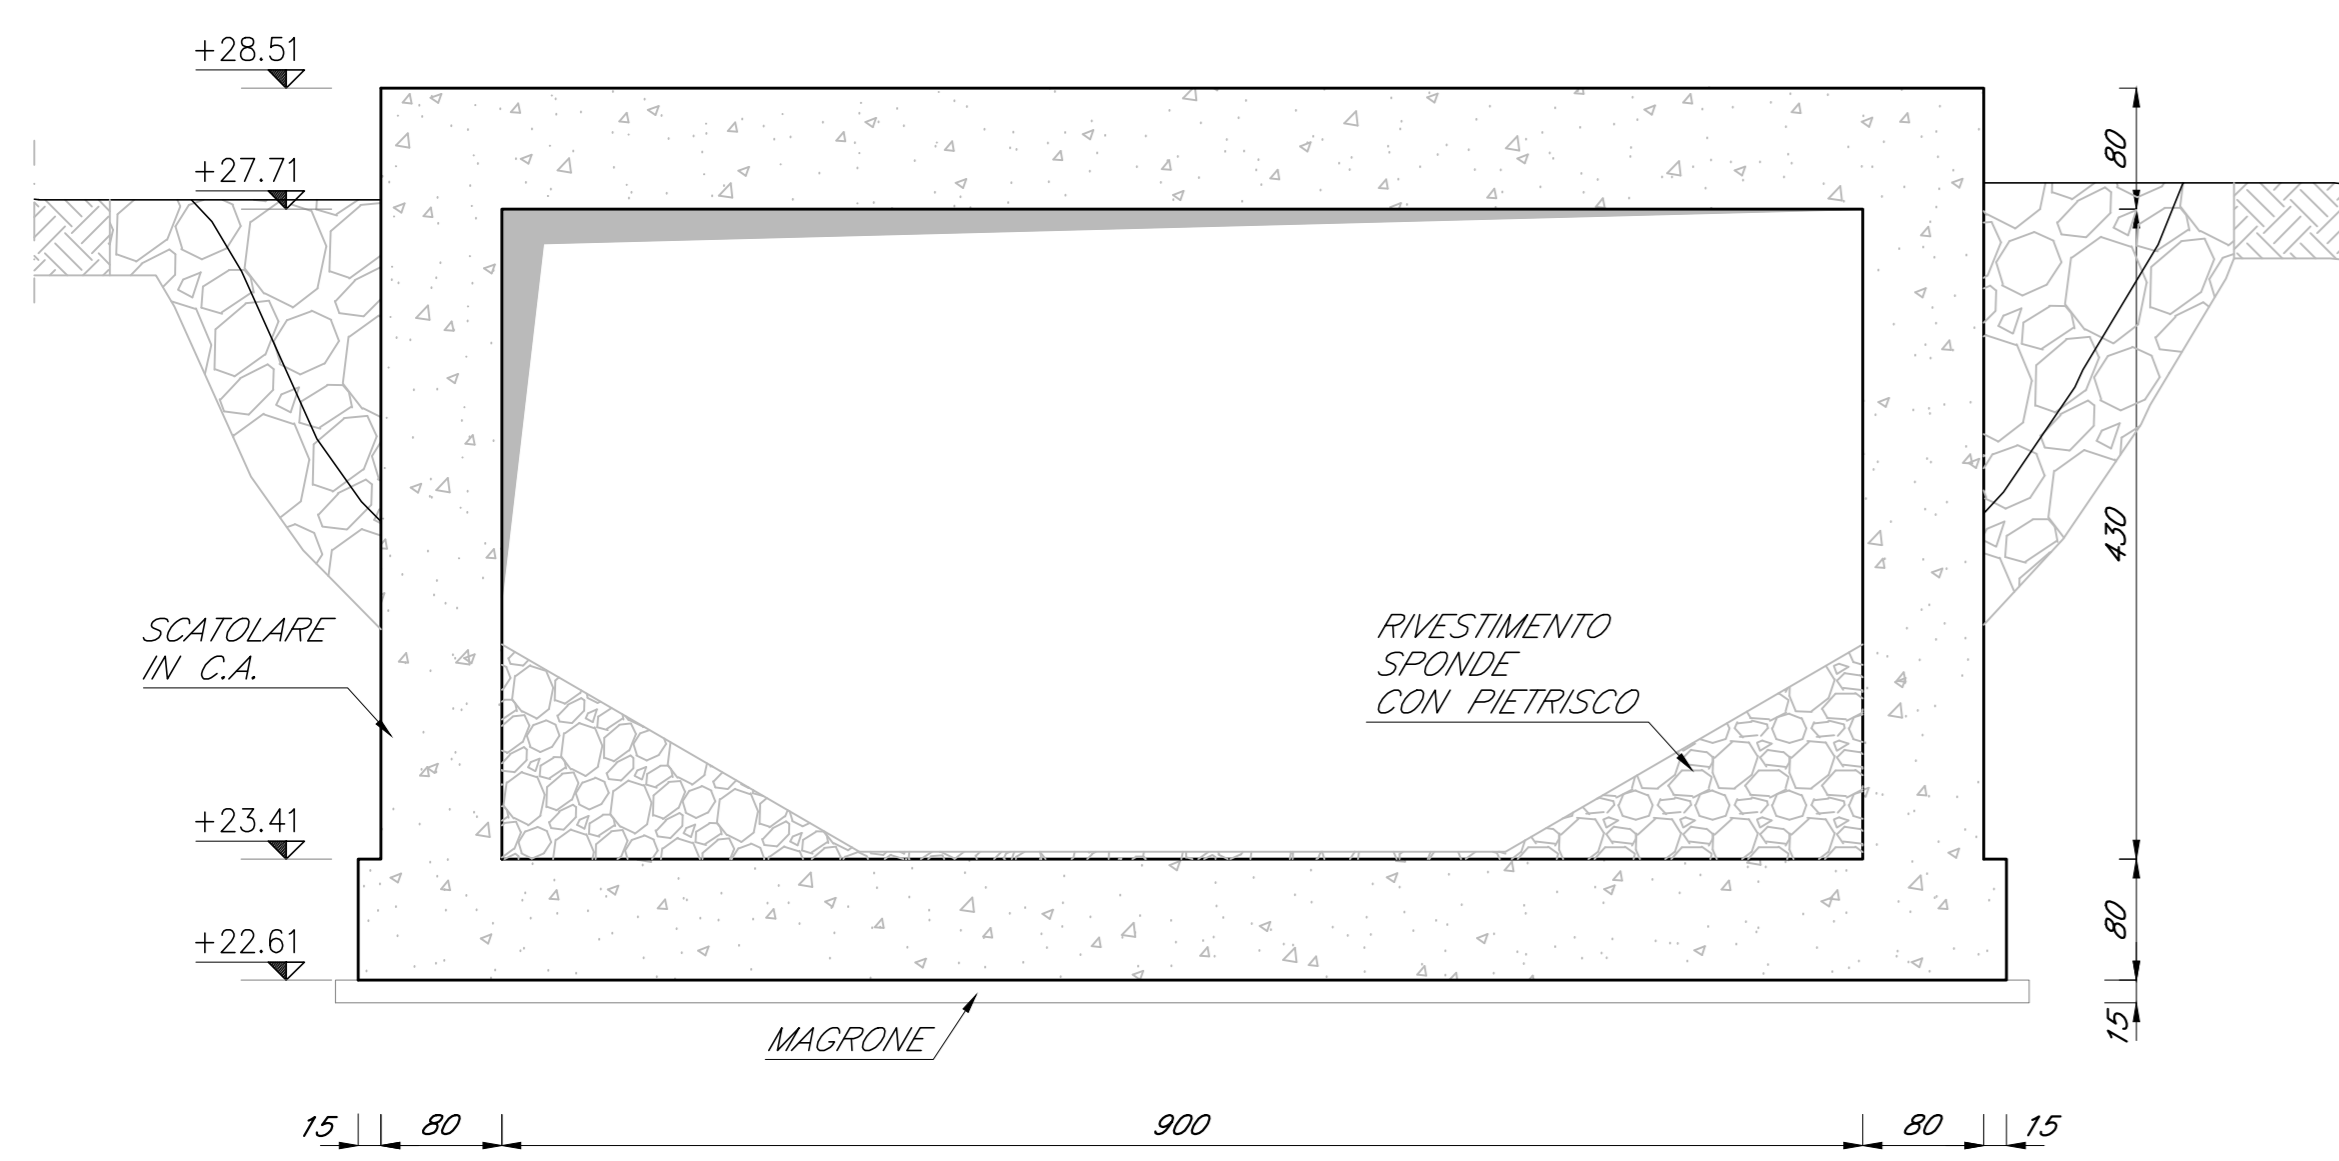 +28.51
80
+27.71
430
SCATOLARE
IN C.A.
RIVESTIMENTO
SPONDE
CON PIETRISCO
+23.41
80
+22.61
15
MAGRONE
15
80
900
80
15